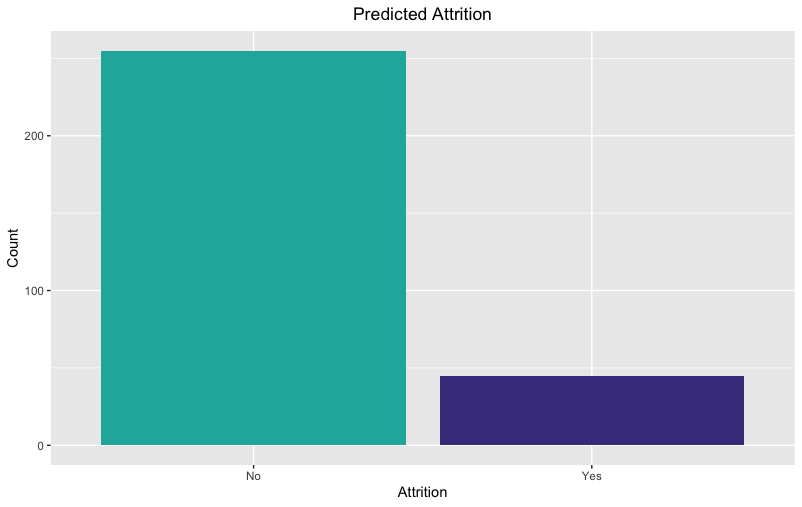 Predicted Attrition
Count
200
100
0
No
Yes
Attrition